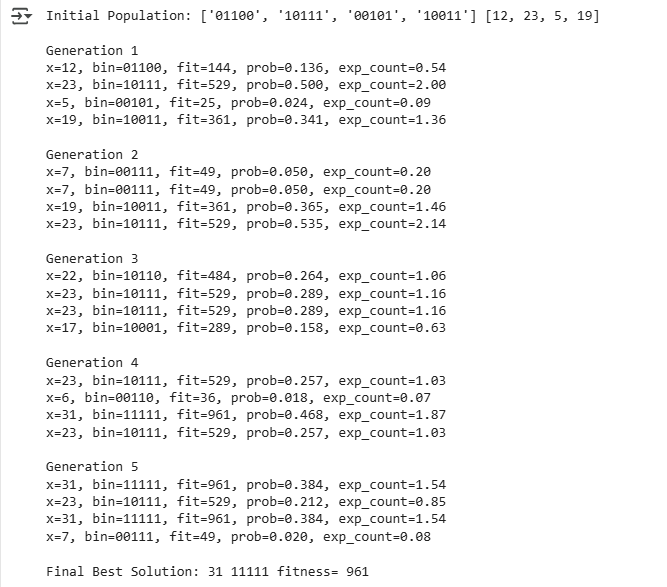 Initial Population: ['01100', '10111', '00101', '10011'] [12, 23, 5, 19]
Generation 1
x=12, bin=01100, fit=144, prob=0.136, exp_count=0.54
x=23, bin=10111, fit=529, prob=0.500, exp_count=2.00
x=5, bin=00101, fit=25, prob=0.024, exp_count=0.09
x=19, bin=10011, fit=361, prob=0.341, exp_count=1.36
Generation 2
x=7, bin=00111, fit=49, prob=0.050, exp_count=0.20
x=7, bin=00111, fit=49, prob=0.050, exp_count=0.20
x=19, bin=10011, fit=361, prob=0.365, exp_count=1.46
x=23, bin=10111, fit=529, prob=0.535, exp_count=2.14
Generation 3
x=22, bin=10110, fit=484, prob=0.264, exp_count=1.06
x=23, bin=10111, fit=529, prob=0.289, exp_count=1.16
x=23, bin=10111, fit=529, prob=0.289, exp_count=1.16
x=17, bin=10001, fit=289, prob=0.158, exp_count=0.63
Generation 4
x=23, bin=10111, fit=529, prob=0.257, exp_count=1.03
x=6, bin=00110, fit=36, prob=0.018, exp_count=0.07
x=31, bin=11111, fit=961, prob=0.468, exp_count=1.87
x=23, bin=10111, fit=529, prob=0.257, exp_count=1.03
Generation 5
x=31, bin=11111, fit=961, prob=0.384, exp_count=1.54
x=23, bin=10111, fit=529, prob=0.212, exp_count=0.85
x=31, bin=11111, fit=961, prob=0.384, exp_count=1.54
x=7, bin=00111, fit=49, prob=0.020, exp_count=0.08
Final Best Solution: 31 11111 fitness= 961